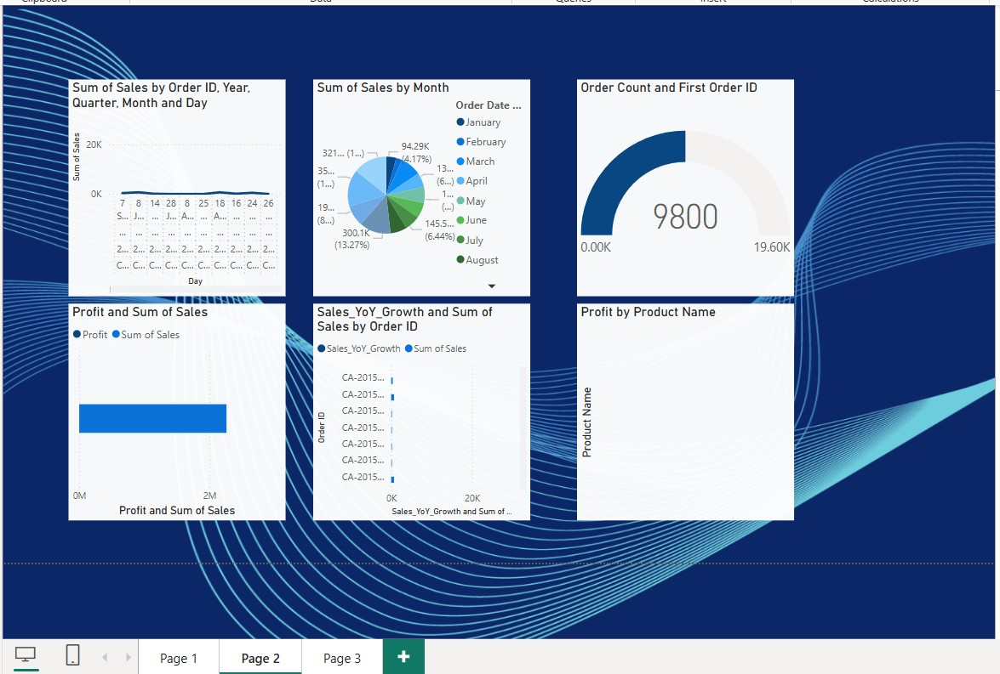 Clipboard
Data
Queries
Insert
Calculations
Sum of Sales by Order ID, Year,
Quarter, Month and Day
Sum of Sales
20K
0K
7 8 14 28 8 25 18 16 24 26
S... J... ... J... A... ... A... ... ... ...
... ... ... ... ... ... ... ... ... ...
2... 2... 2... 2... 2... 2... 2... 2... 2... 2...
C... C... C... C... C... C... C... C... C... C...
Day
Sum of Sales by Month
Order Date ...
January
February
March
April
May
June
July
August
94.29K
(4.17%)
13...
(6...)
1...
(...)
145.5...
(6.44%)
300.1K
(13.27%)
19...
(8...)
35...
(1...)
321... (1...)
Order Count and First Order ID
9800
0.00K
19.60K
Profit and Sum of Sales
Profit Sum of Sales
0M
2M
Profit and Sum of Sales
Sales_YoY_Growth and Sum of
Sales by Order ID
Sales_YoY_Growth Sum of Sales
Order ID
CA-2015...
CA-2015...
CA-2015...
CA-2015...
CA-2015...
CA-2015...
CA-2015...
0K
20K
Sales_YoY_Growth and Sum of ...
Profit by Product Name
Product Name
Page 1
Page 2
Page 3
+